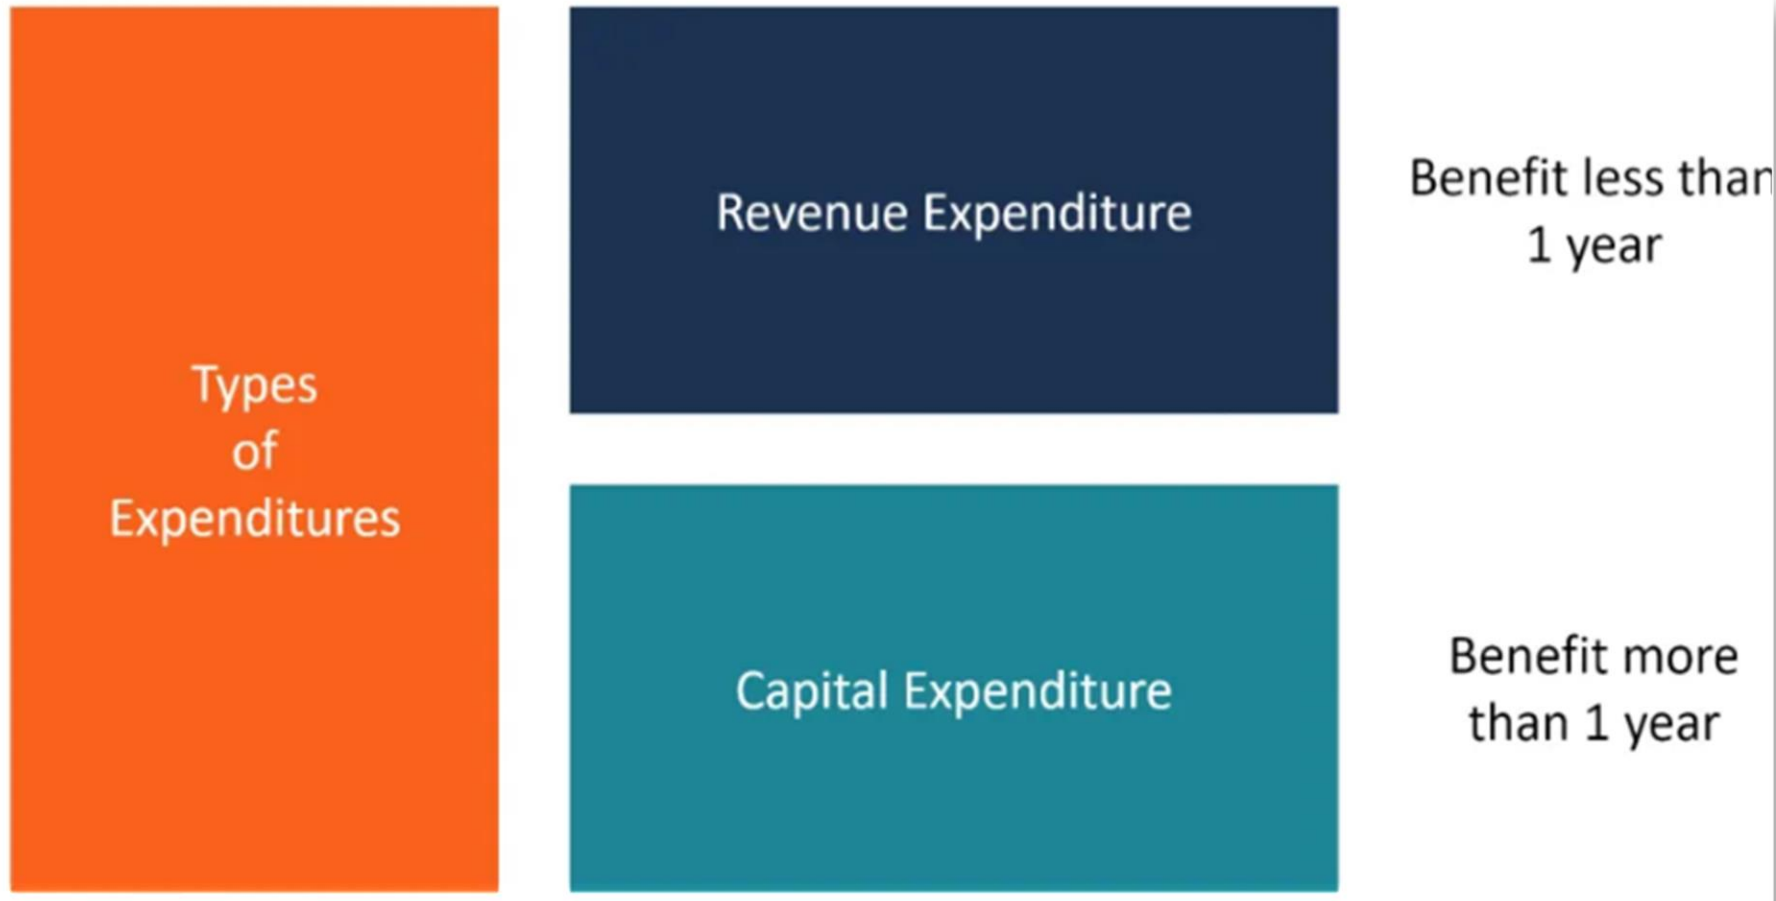 Types
of
Expenditures
Revenue Expenditure
Benefit less than
1 year
Capital Expenditure
Benefit more
than 1 year